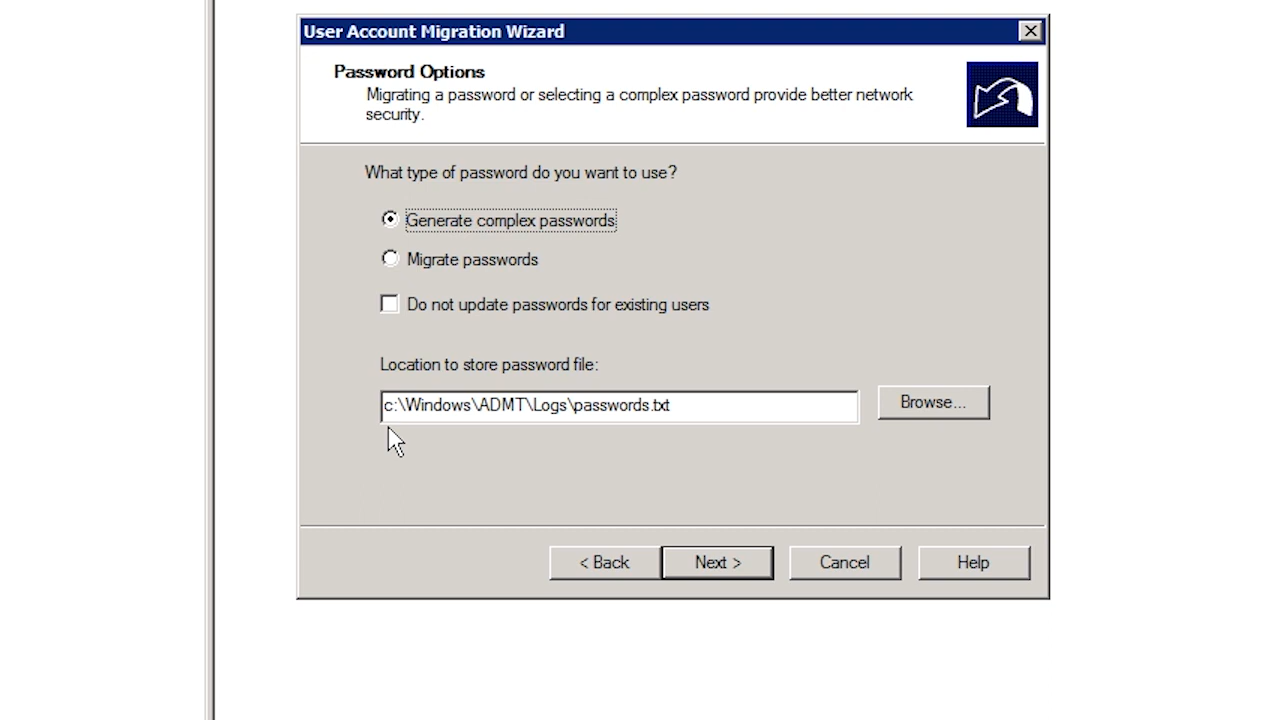 User Account Migration Wizard
Password Options
Migrating a password or selecting a complex password provide better network
security.
What type of password do you want to use?
Generate complex passwords
Migrate passwords
Do not update passwords for existing users
Location to store password file:
c:\Windows\ADMT\Logs\passwords.txt
Browse...
< Back
Next >
Cancel
Help